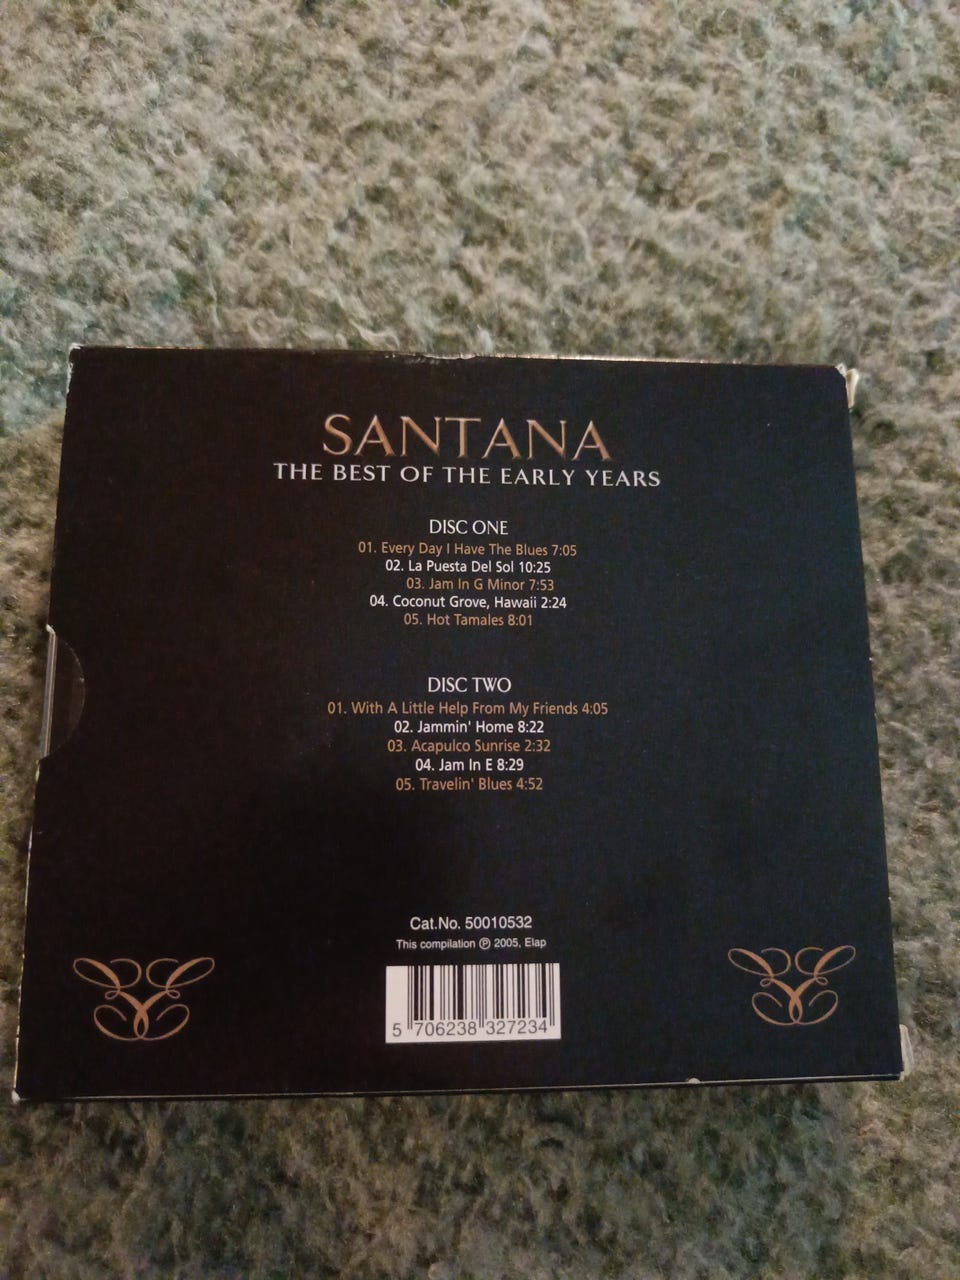 SANTANA
THE BEST OF THE EARLY YEARS
DISC ONE
01. Every Day I Have The Blues 7:05
02. La Puesta Del Sol 10:25
03. Jam In G Minor 7:53
04. Coconut Grove, Hawaii 2:24
05. Hot Tamales 8:01
DISC TWO
01. With A Little Help From My Friends 4:05
02. Jammin' Home 8:22
03. Acapulco Sunrise 2:32
04. Jam In E 8:29
05. Travelin' Blues 4:52
Cat.No. 50010532
This compilation ℗ 2005, Elap
5 706238 327234